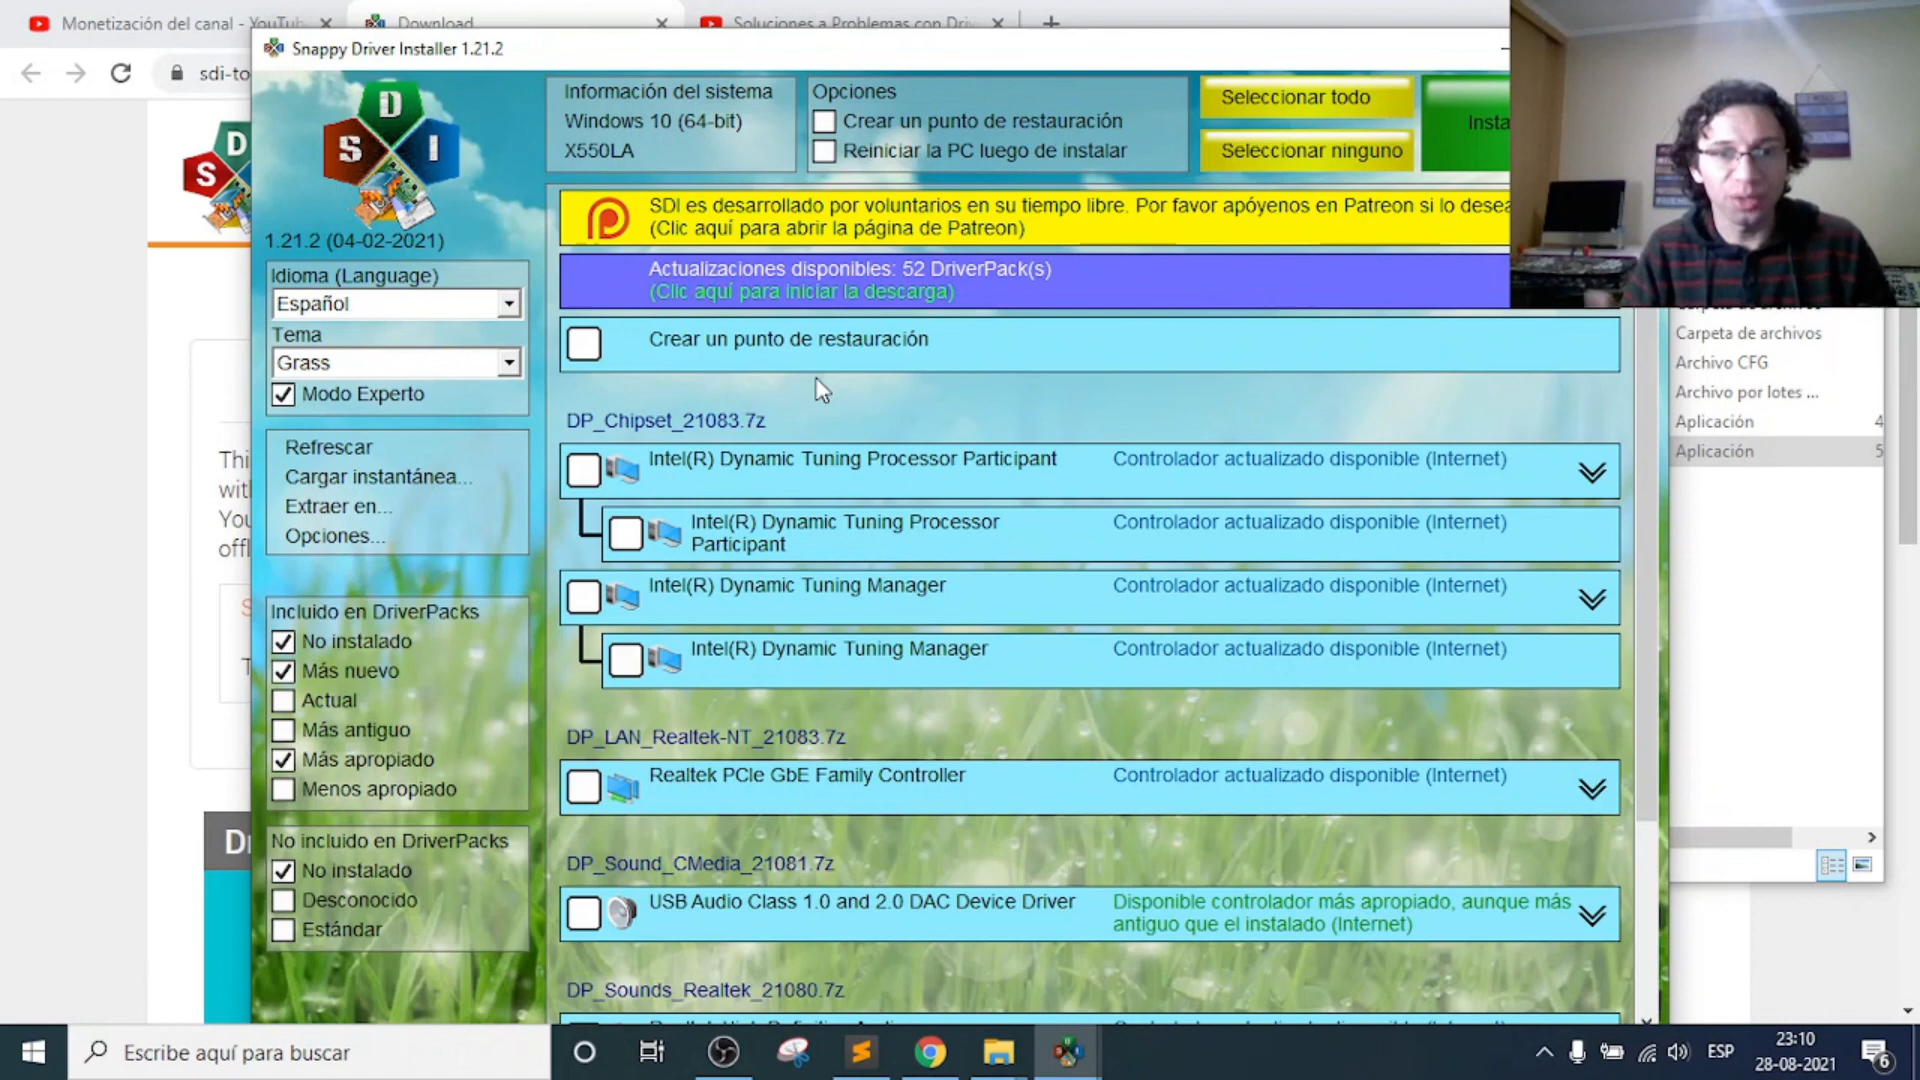 Monetización del canal - YouTub
Download
Soluciones a Problemas con Driv
sdi-to
Snappy Driver Installer 1.21.2
S D I
1.21.2 (04-02-2021)
Idioma (Language)
Español
Tema
Grass
Modo Experto
Refrescar
Cargar instantánea...
Extraer en...
Opciones...
Incluido en DriverPacks
No instalado
Más nuevo
Actual
Más antiguo
Más apropiado
Menos apropiado
No incluido en DriverPacks
No instalado
Desconocido
Estándar
Información del sistema
Windows 10 (64-bit)
X550LA
Opciones
Crear un punto de restauración
Reiniciar la PC luego de instalar
Seleccionar todo
Seleccionar ninguno
Insta
SDI es desarrollado por voluntarios en su tiempo libre. Por favor apóyenos en Patreon si lo desea
(Clic aquí para abrir la página de Patreon)
Actualizaciones disponibles: 52 DriverPack(s)
(Clic aquí para iniciar la descarga)
Crear un punto de restauración
DP_Chipset_21083.7z
Intel(R) Dynamic Tuning Processor Participant
Controlador actualizado disponible (Internet)
Intel(R) Dynamic Tuning Processor
Participant
Controlador actualizado disponible (Internet)
Intel(R) Dynamic Tuning Manager
Controlador actualizado disponible (Internet)
Intel(R) Dynamic Tuning Manager
Controlador actualizado disponible (Internet)
DP_LAN_Realtek-NT_21083.7z
Realtek PCIe GbE Family Controller
Controlador actualizado disponible (Internet)
DP_Sound_CMedia_21081.7z
USB Audio Class 1.0 and 2.0 DAC Device Driver
Disponible controlador más apropiado, aunque más
antiguo que el instalado (Internet)
DP_Sounds_Realtek_21080.7z
S D
Thi
wit
You
offl
S
T
D
Carpeta de archivos
Archivo CFG
Archivo por lotes ...
Aplicación 4
Aplicación 5
Escribe aquí para buscar
ESP
23:10
28-08-2021
6